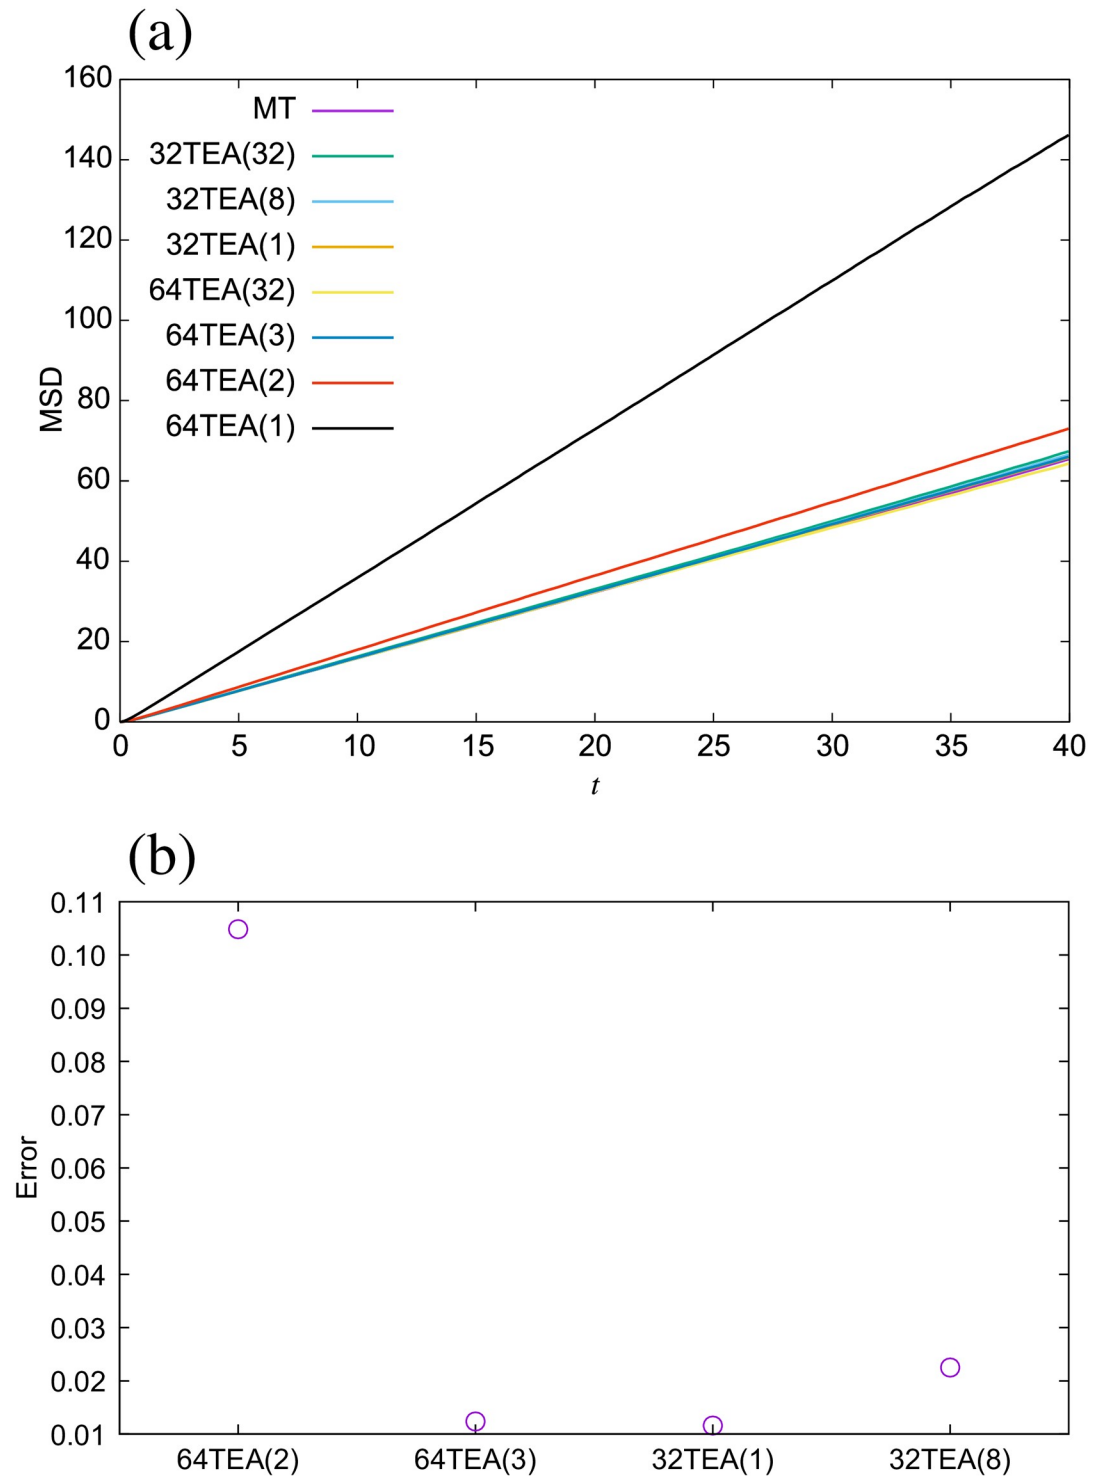 (a)
160
140
120
100
80
60
40
20
0
MSD
MT
32TEA(32)
32TEA(8)
32TEA(1)
64TEA(32)
64TEA(3)
64TEA(2)
64TEA(1)
0 5 10 15 20 25 30 35 40
t
(b)
0.11
0.10
0.09
0.08
0.07
0.06
0.05
0.04
0.03
0.02
0.01
Error
64TEA(2) 64TEA(3) 32TEA(1) 32TEA(8)